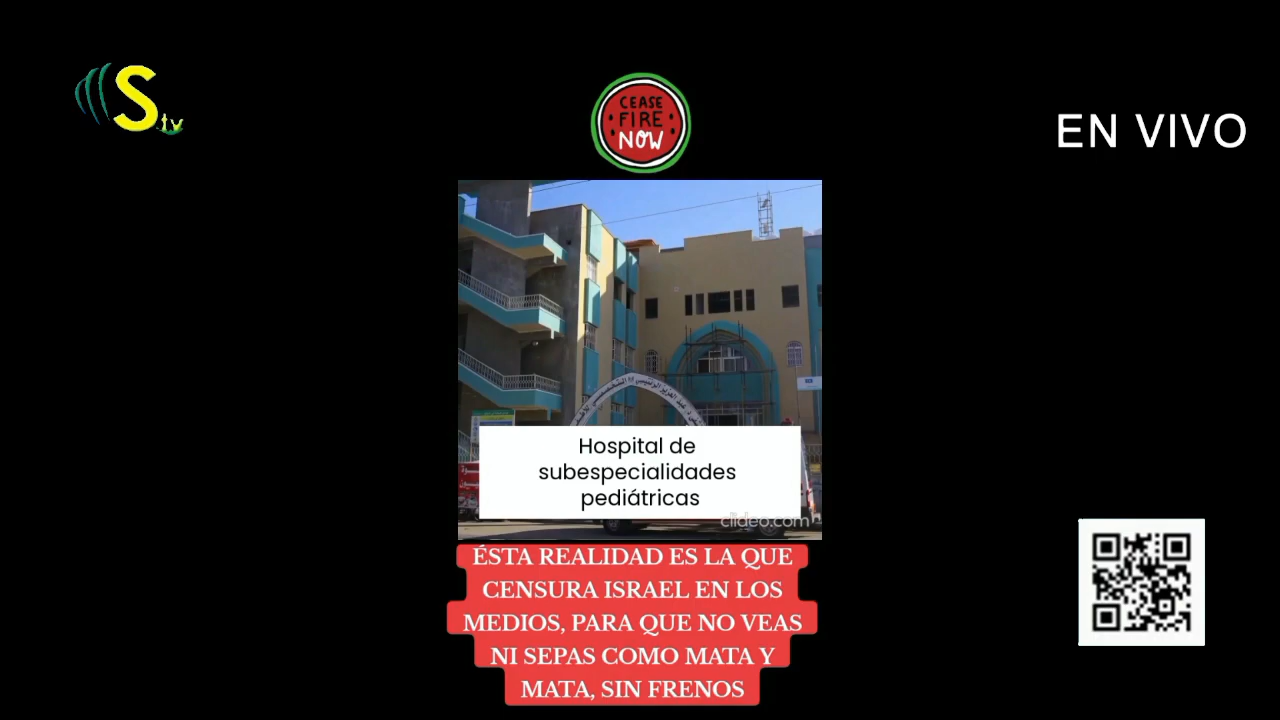 S tv
CEASE
FIRE
NOW
EN VIVO
Hospital de
subespecialidades
pediátricas
clideo.com
ÉSTA REALIDAD ES LA QUE
CENSURA ISRAEL EN LOS
MEDIOS, PARA QUE NO VEAS
NI SEPAS COMO MATA Y
MATA, SIN FRENOS